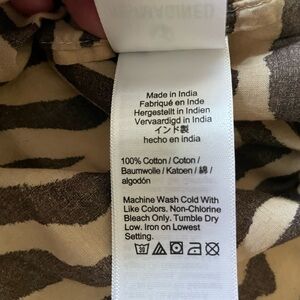 REIMAGINED
Made in India
Fabriqué en Inde
Hergestellt in Indien
Vervaardigd in India
インド製
hecho en india
100% Cotton / Coton /
Baumwolle / Katoen / 綿 /
algodón
Machine Wash Cold With
Like Colors. Non-Chlorine
Bleach Only. Tumble Dry
Low. Iron on Lowest
Setting.
30